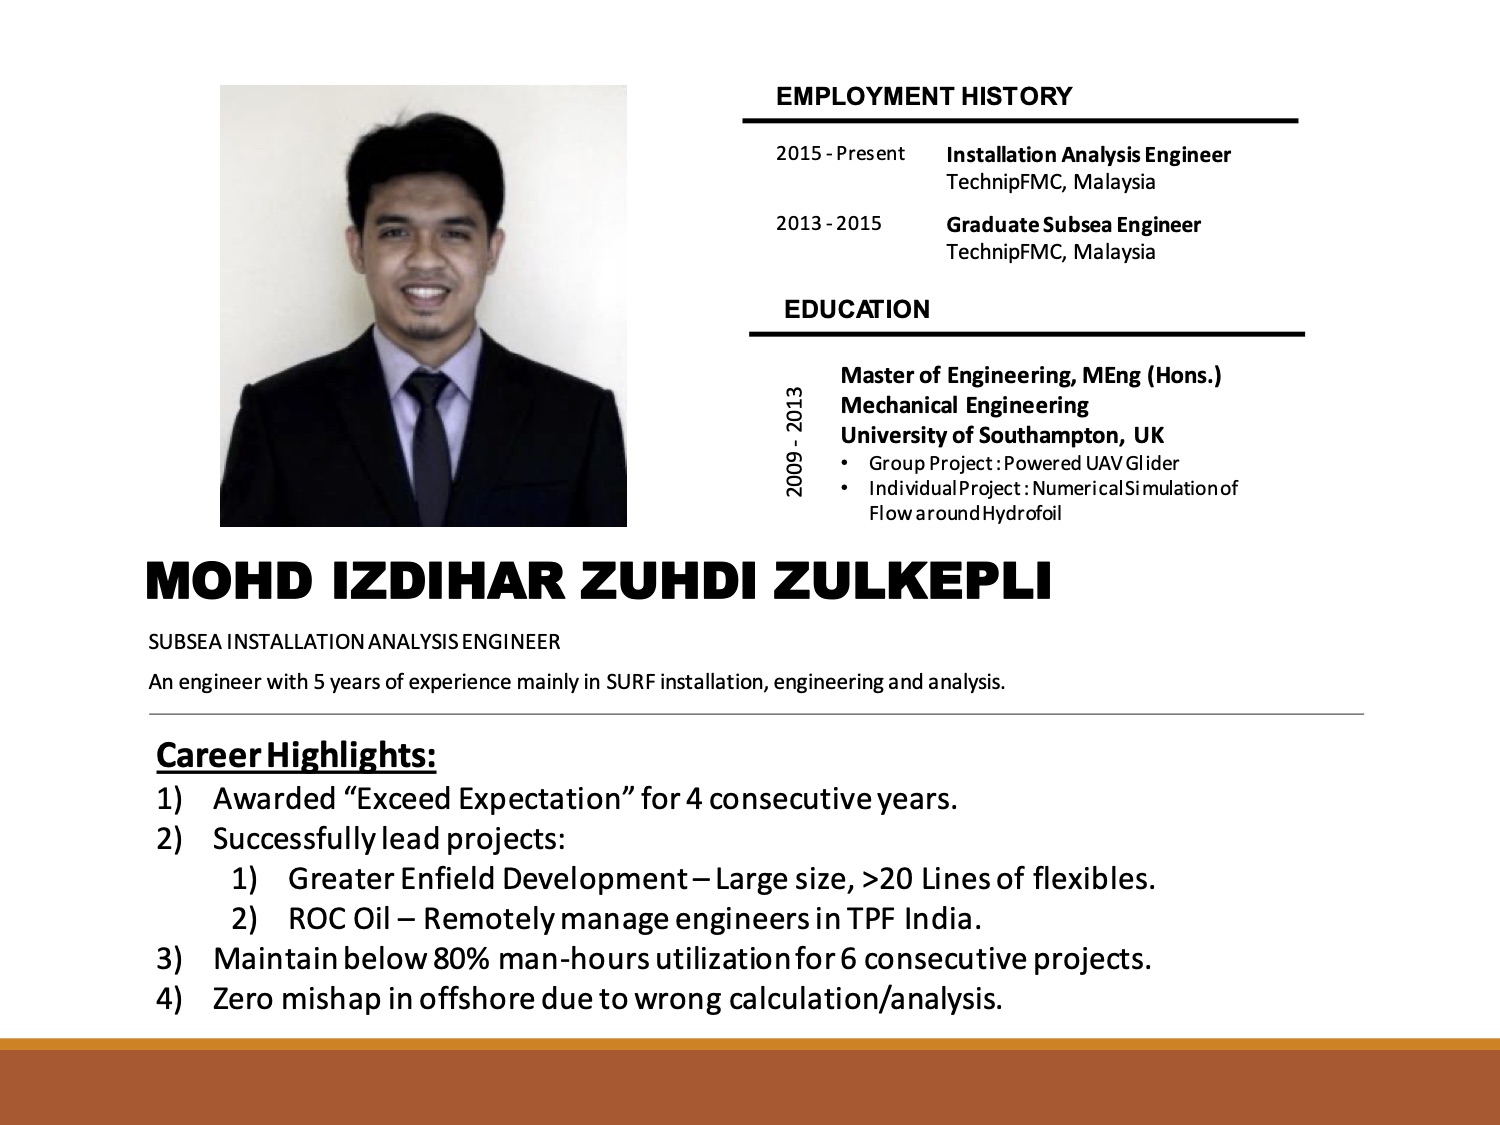 EMPLOYMENT HISTORY
2015 - Present
Installation Analysis Engineer
TechnipFMC, Malaysia
2013 - 2015
Graduate Subsea Engineer
TechnipFMC, Malaysia
EDUCATION
2009 - 2013
Master of Engineering, MEng (Hons.)
Mechanical Engineering
University of Southampton, UK
• Group Project : Powered UAV Glider
• Individual Project : Numerical Simulation of
Flow around Hydrofoil
MOHD IZDIHAR ZUHDI ZULKEPLI
SUBSEA INSTALLATION ANALYSIS ENGINEER
An engineer with 5 years of experience mainly in SURF installation, engineering and analysis.
Career Highlights:
1) Awarded “Exceed Expectation” for 4 consecutive years.
2) Successfully lead projects:
1) Greater Enfield Development – Large size, >20 Lines of flexibles.
2) ROC Oil – Remotely manage engineers in TPF India.
3) Maintain below 80% man-hours utilization for 6 consecutive projects.
4) Zero mishap in offshore due to wrong calculation/analysis.